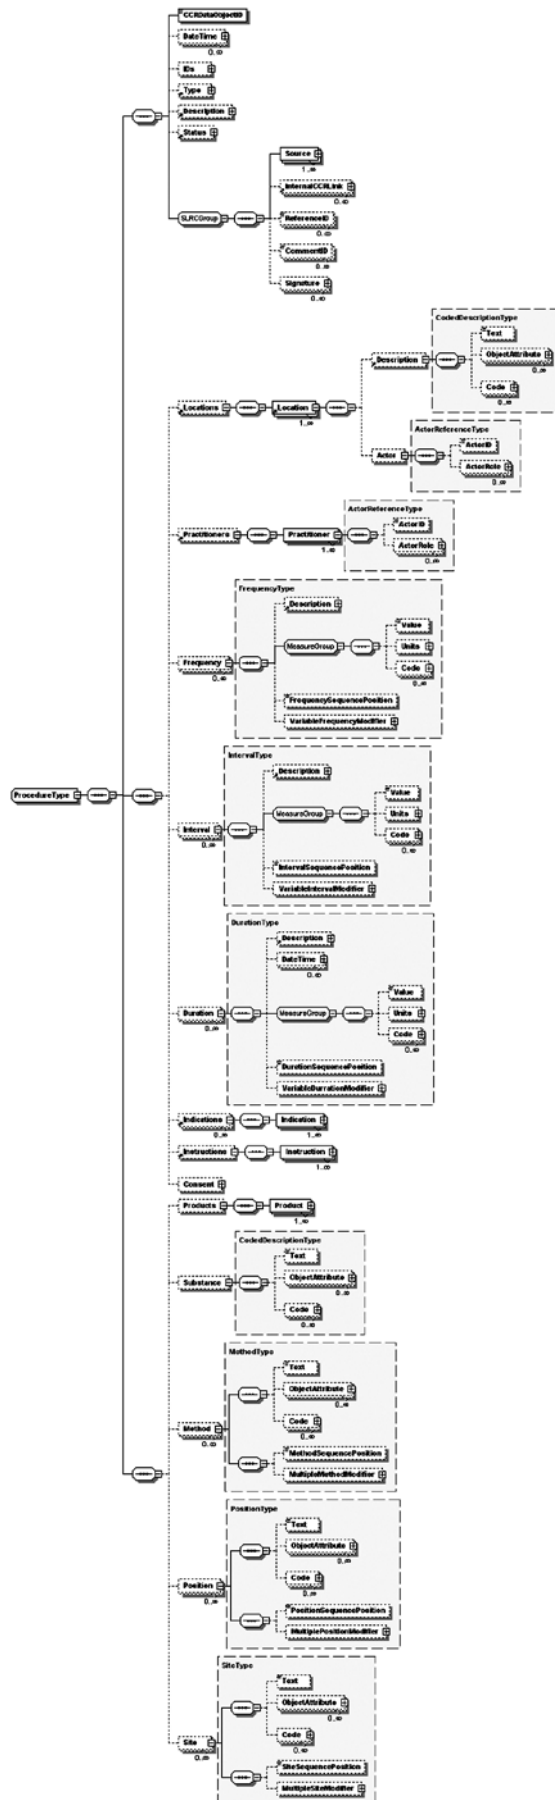 CCRDataObjectID
DateTime
0..∞
IDs
Type
Description
Status
Source
1..∞
InternalCCRLink
0..∞
SLRCGroup
ReferenceID
0..∞
CommentID
0..∞
Signature
0..∞
CodedDescriptionType
Text
Description
ObjectAttribute
0..∞
Code
0..∞
Locations
Location
1..∞
ActorReferenceType
ActorID
Actor
ActorRole
0..∞
ActorReferenceType
ActorID
Practitioners
Practitioner
1..∞
ActorRole
0..∞
FrequencyType
Description
Value
MeasureGroup
Units
Frequency
0..∞
Code
0..∞
FrequencySequencePosition
VariableFrequencyModifier
IntervalType
Description
Value
ProcedureType
MeasureGroup
Units
Interval
0..∞
Code
0..∞
IntervalSequencePosition
VariableIntervalModifier
DurationType
Description
DateTime
0..∞
Value
Duration
0..∞
MeasureGroup
Units
Code
0..∞
DurationSequencePosition
VariableDurrationModifier
Indications
0..∞
Indication
1..∞
Instructions
Instruction
1..∞
Consent
Products
Product
1..∞
CodedDescriptionType
Text
Substance
ObjectAttribute
0..∞
Code
0..∞
MethodType
Text
ObjectAttribute
0..∞
Code
0..∞
Method
0..∞
MethodSequencePosition
MultipleMethodModifier
PositionType
Text
ObjectAttribute
0..∞
Code
0..∞
Position
0..∞
PositionSequencePosition
MultiplePositionModifier
SiteType
Text
ObjectAttribute
0..∞
Code
0..∞
Site
0..∞
SiteSequencePosition
MultipleSiteModifier